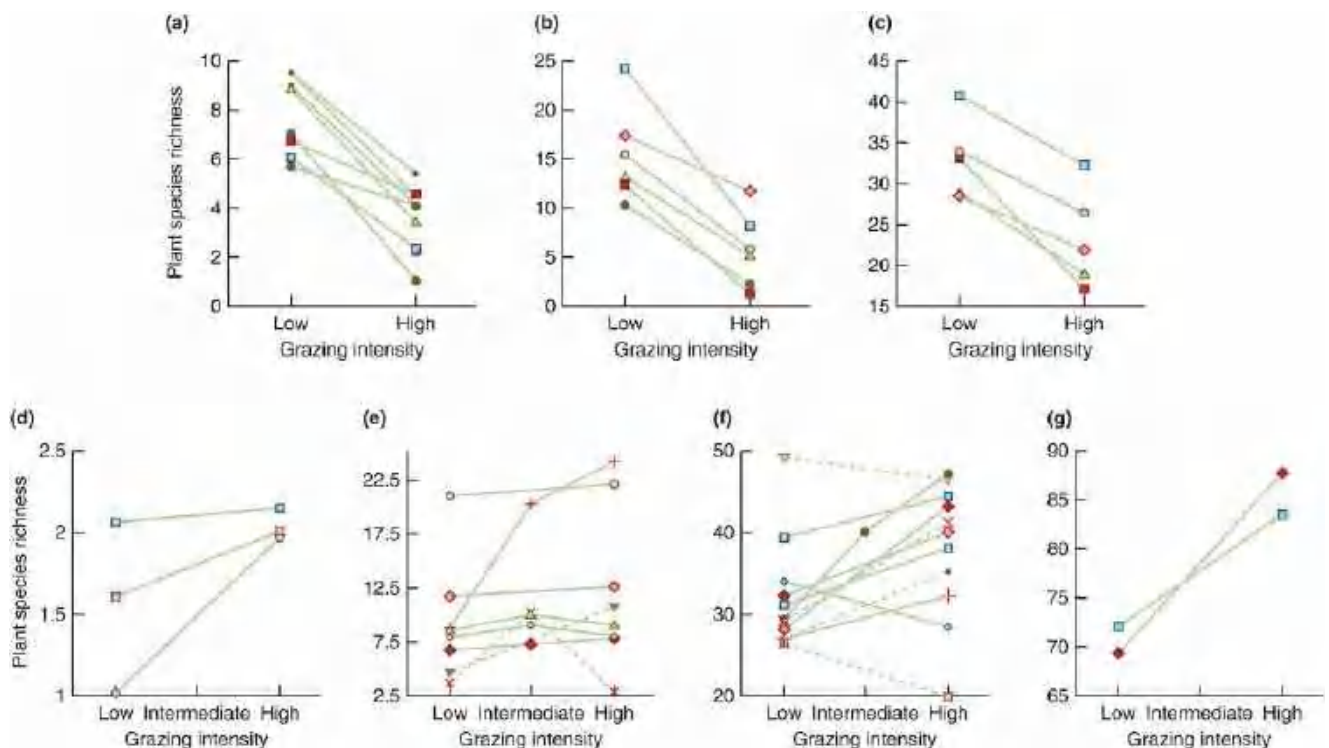 (a) (b) (c)
Plant species richness
10
8
6
4
2
0
Low High
Grazing intensity
25
20
15
10
5
0
Low High
Grazing intensity
45
40
35
30
25
20
15
Low High
Grazing intensity
(d) (e) (f) (g)
Plant species richness
2.5
2
1.5
1
Low Intermediate High
Grazing intensity
22.5
17.5
12.5
7.5
2.5
Low Intermediate High
Grazing intensity
50
40
30
20
Low Intermediate High
Grazing intensity
90
85
80
75
70
65
Low Intermediate High
Grazing intensity